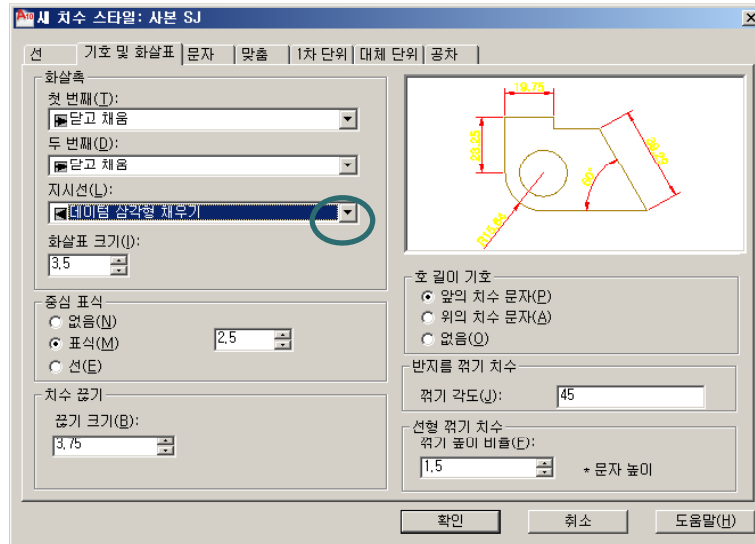 새 치수 스타일: 사본 SJ
선 기호 및 화살표 문자 맞춤 1차 단위 대체 단위 공차
화살촉
첫 번째(T):
닫고 채움
두 번째(D):
닫고 채움
지시선(L):
데이텀 삼각형 채우기
화살표 크기(I):
3.5
중심 표식
없음(N)
표식(M)
2.5
선(E)
치수 끊기
끊기 크기(B):
3.75
19.75
23.25
60°
R15.64
호 길이 기호
앞의 치수 문자(P)
위의 치수 문자(A)
없음(O)
반지름 꺾기 치수
꺾기 각도(J): 45
선형 꺾기 치수
꺾기 높이 비율(F):
1.5 * 문자 높이
확인 취소 도움말(H)